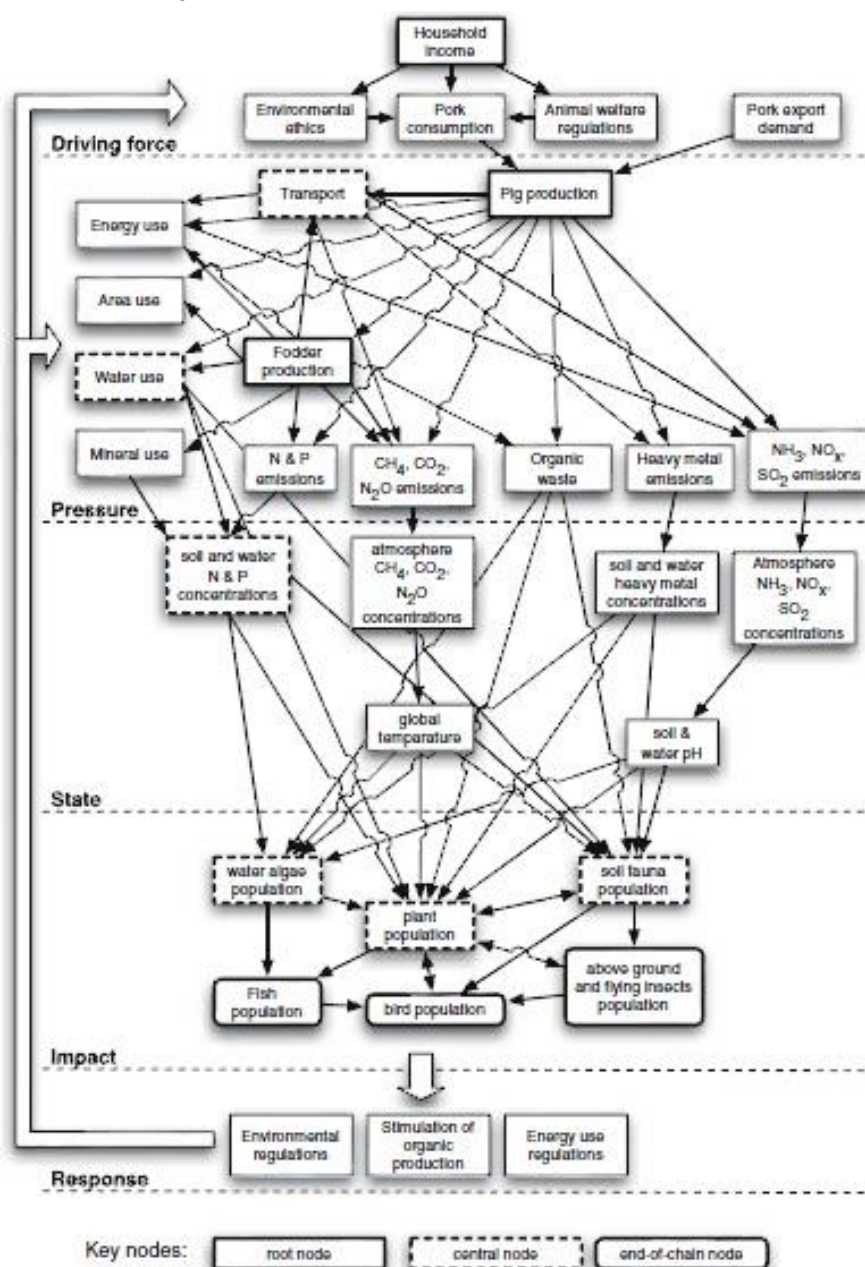 Household
income
Environmental
ethics
Pork
consumption
Animal welfare
regulations
Pork export
demand
Driving force
Transport
Pig production
Energy use
Area use
Fodder
production
Water use
Mineral use
N & P
emissions
CH4, CO2,
N2O emissions
Organic
waste
Heavy metal
emissions
NH3, NOx,
SO2 emissions
Pressure
soil and water
N & P
concentrations
atmosphere
CH4, CO2,
N2O
concentrations
soil and water
heavy metal
concentrations
Atmosphere
NH3, NOx,
SO2
concentrations
global
temperature
soil &
water pH
State
water algae
population
soil fauna
population
plant
population
Fish
population
bird population
above ground
and flying insects
population
Impact
Environmental
regulations
Stimulation of
organic
production
Energy use
regulations
Response
Key nodes:
root node
central node
end-of-chain node